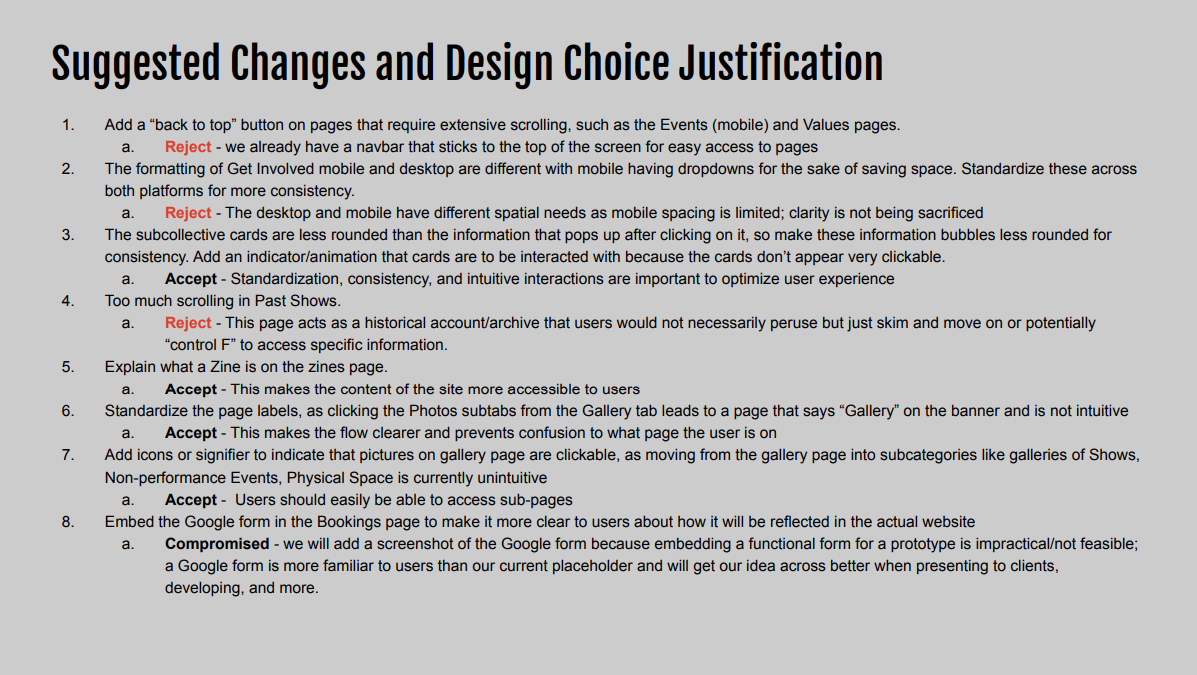 Suggested Changes and Design Choice Justification
1. Add a “back to top” button on pages that require extensive scrolling, such as the Events (mobile) and Values pages.
a. Reject - we already have a navbar that sticks to the top of the screen for easy access to pages
2. The formatting of Get Involved mobile and desktop are different with mobile having dropdowns for the sake of saving space. Standardize these across
both platforms for more consistency.
a. Reject - The desktop and mobile have different spatial needs as mobile spacing is limited; clarity is not being sacrificed
3. The subcollective cards are less rounded than the information that pops up after clicking on it, so make these information bubbles less rounded for
consistency. Add an indicator/animation that cards are to be interacted with because the cards don’t appear very clickable.
a. Accept - Standardization, consistency, and intuitive interactions are important to optimize user experience
4. Too much scrolling in Past Shows.
a. Reject - This page acts as a historical account/archive that users would not necessarily peruse but just skim and move on or potentially
“control F” to access specific information.
5. Explain what a Zine is on the zines page.
a. Accept - This makes the content of the site more accessible to users
6. Standardize the page labels, as clicking the Photos subtabs from the Gallery tab leads to a page that says “Gallery” on the banner and is not intuitive
a. Accept - This makes the flow clearer and prevents confusion to what page the user is on
7. Add icons or signifier to indicate that pictures on gallery page are clickable, as moving from the gallery page into subcategories like galleries of Shows,
Non-performance Events, Physical Space is currently unintuitive
a. Accept - Users should easily be able to access sub-pages
8. Embed the Google form in the Bookings page to make it more clear to users about how it will be reflected in the actual website
a. Compromised - we will add a screenshot of the Google form because embedding a functional form for a prototype is impractical/not feasible;
a Google form is more familiar to users than our current placeholder and will get our idea across better when presenting to clients,
developing, and more.